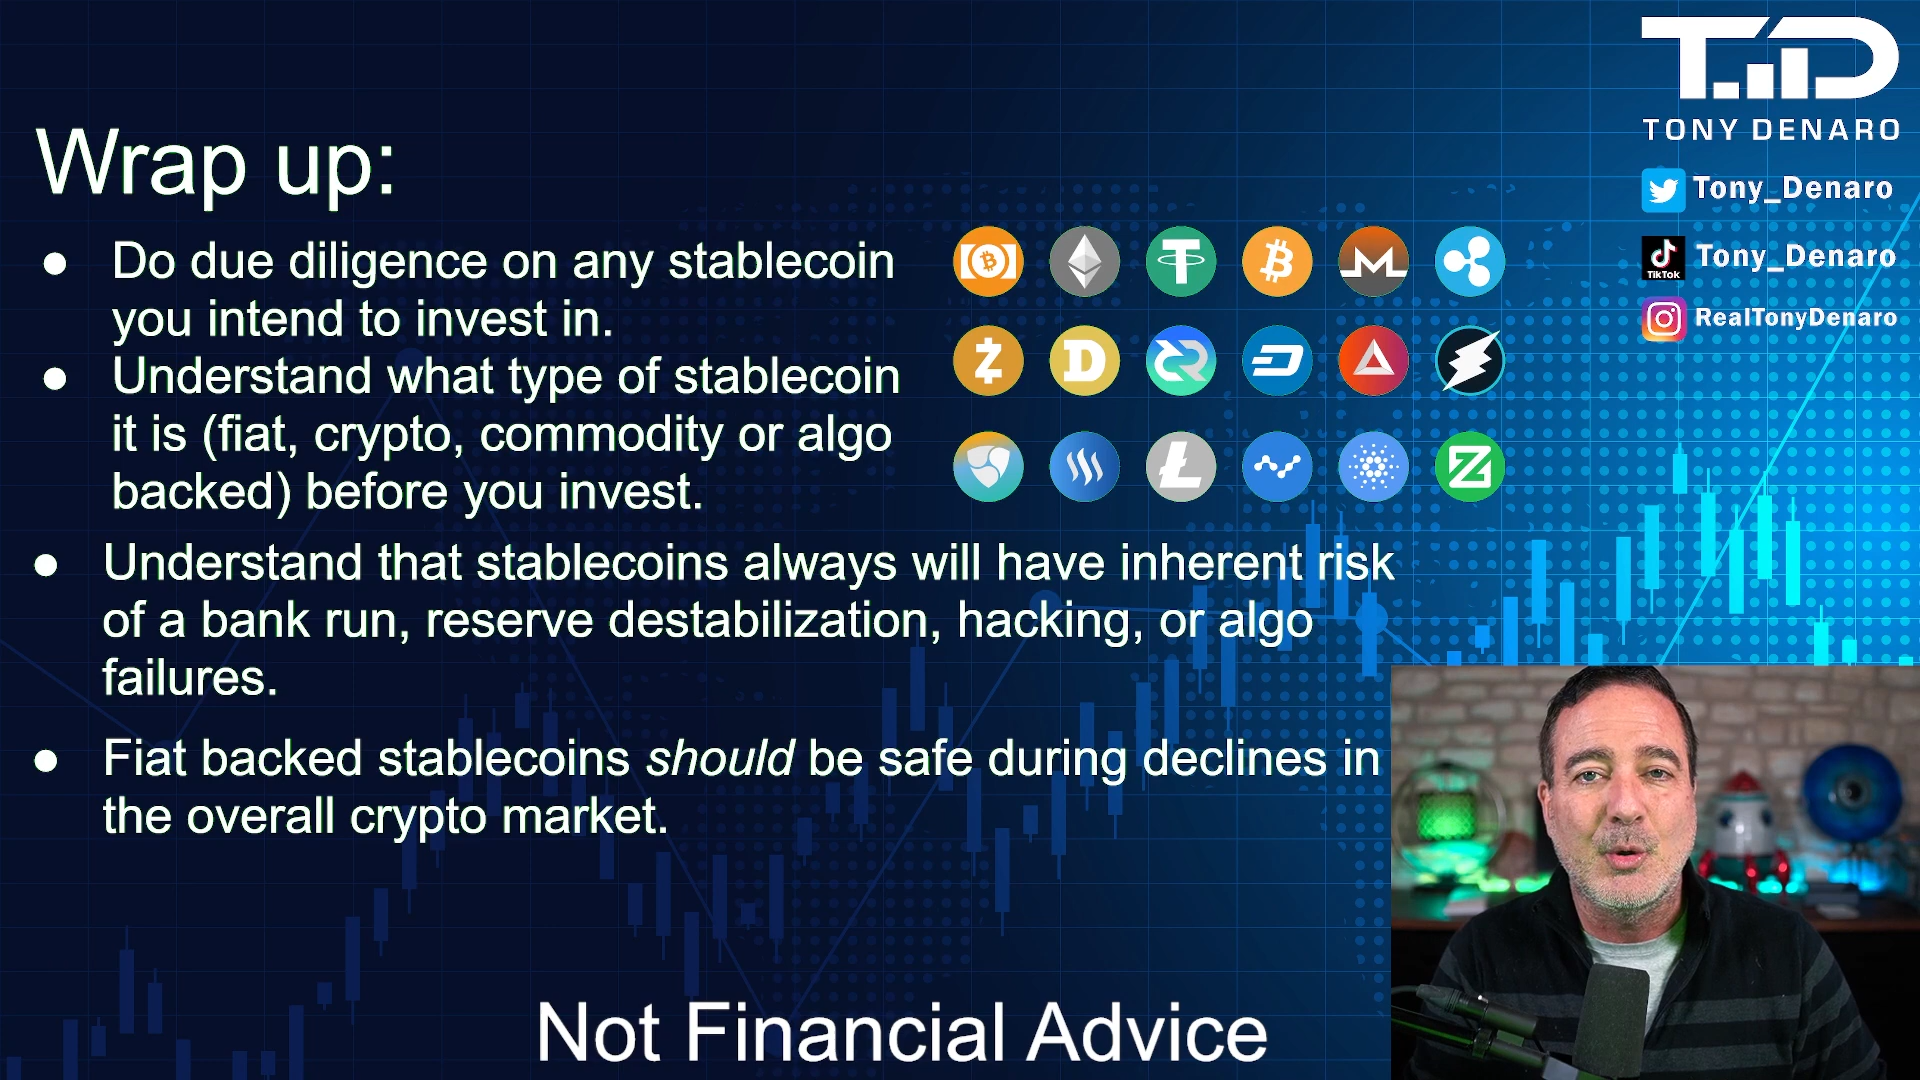 Wrap up:
● Do due diligence on any stablecoin
you intend to invest in.
● Understand what type of stablecoin
it is (fiat, crypto, commodity or algo
backed) before you invest.
● Understand that stablecoins always will have inherent risk
of a bank run, reserve destabilization, hacking, or algo
failures.
● Fiat backed stablecoins should be safe during declines in
the overall crypto market.
Not Financial Advice
TD
TONY DENARO
Tony_Denaro
TikTok
Tony_Denaro
RealTonyDenaro